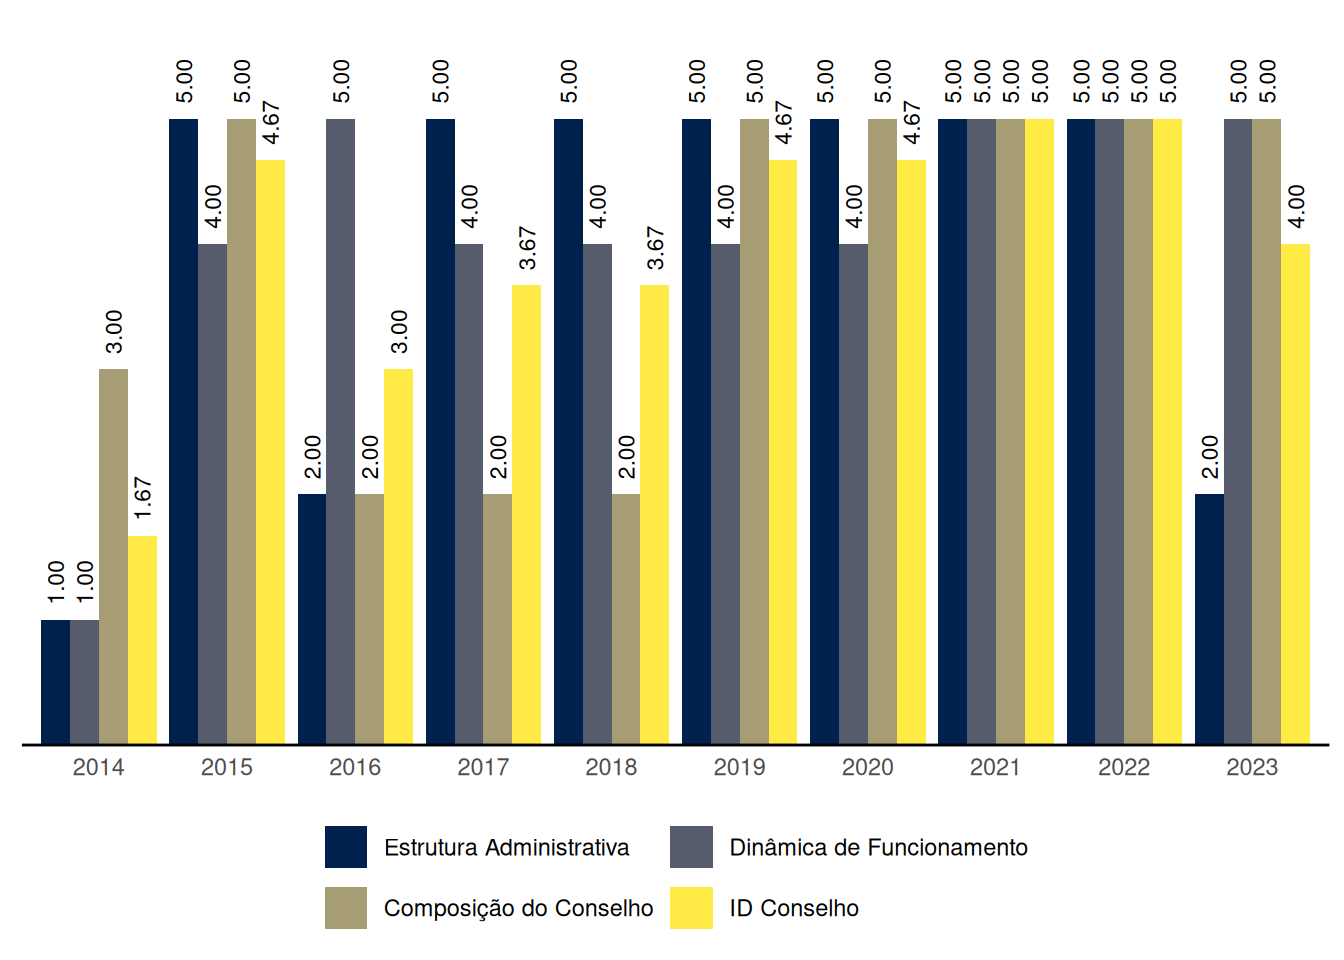 5.00 5.00 5.00 5.00 5.00 5.00 5.00 5.00 5.00 5.00 5.00 5.00 5.00 5.00 5.00 5.00 5.00 5.00 5.00
4.67 4.67 4.67
4.00 4.00 4.00 4.00 4.00 4.00
3.67 3.67
3.00 3.00
2.00 2.00 2.00 2.00 2.00
1.67
1.00 1.00
2014 2015 2016 2017 2018 2019 2020 2021 2022 2023
Estrutura Administrativa Dinâmica de Funcionamento
Composição do Conselho ID Conselho